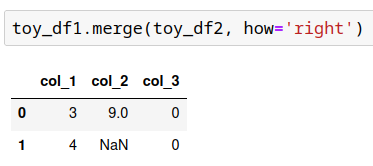 toy_df1.merge(toy_df2, how='right')
col_1 col_2 col_3
0 3 9.0 0
1 4 NaN 0